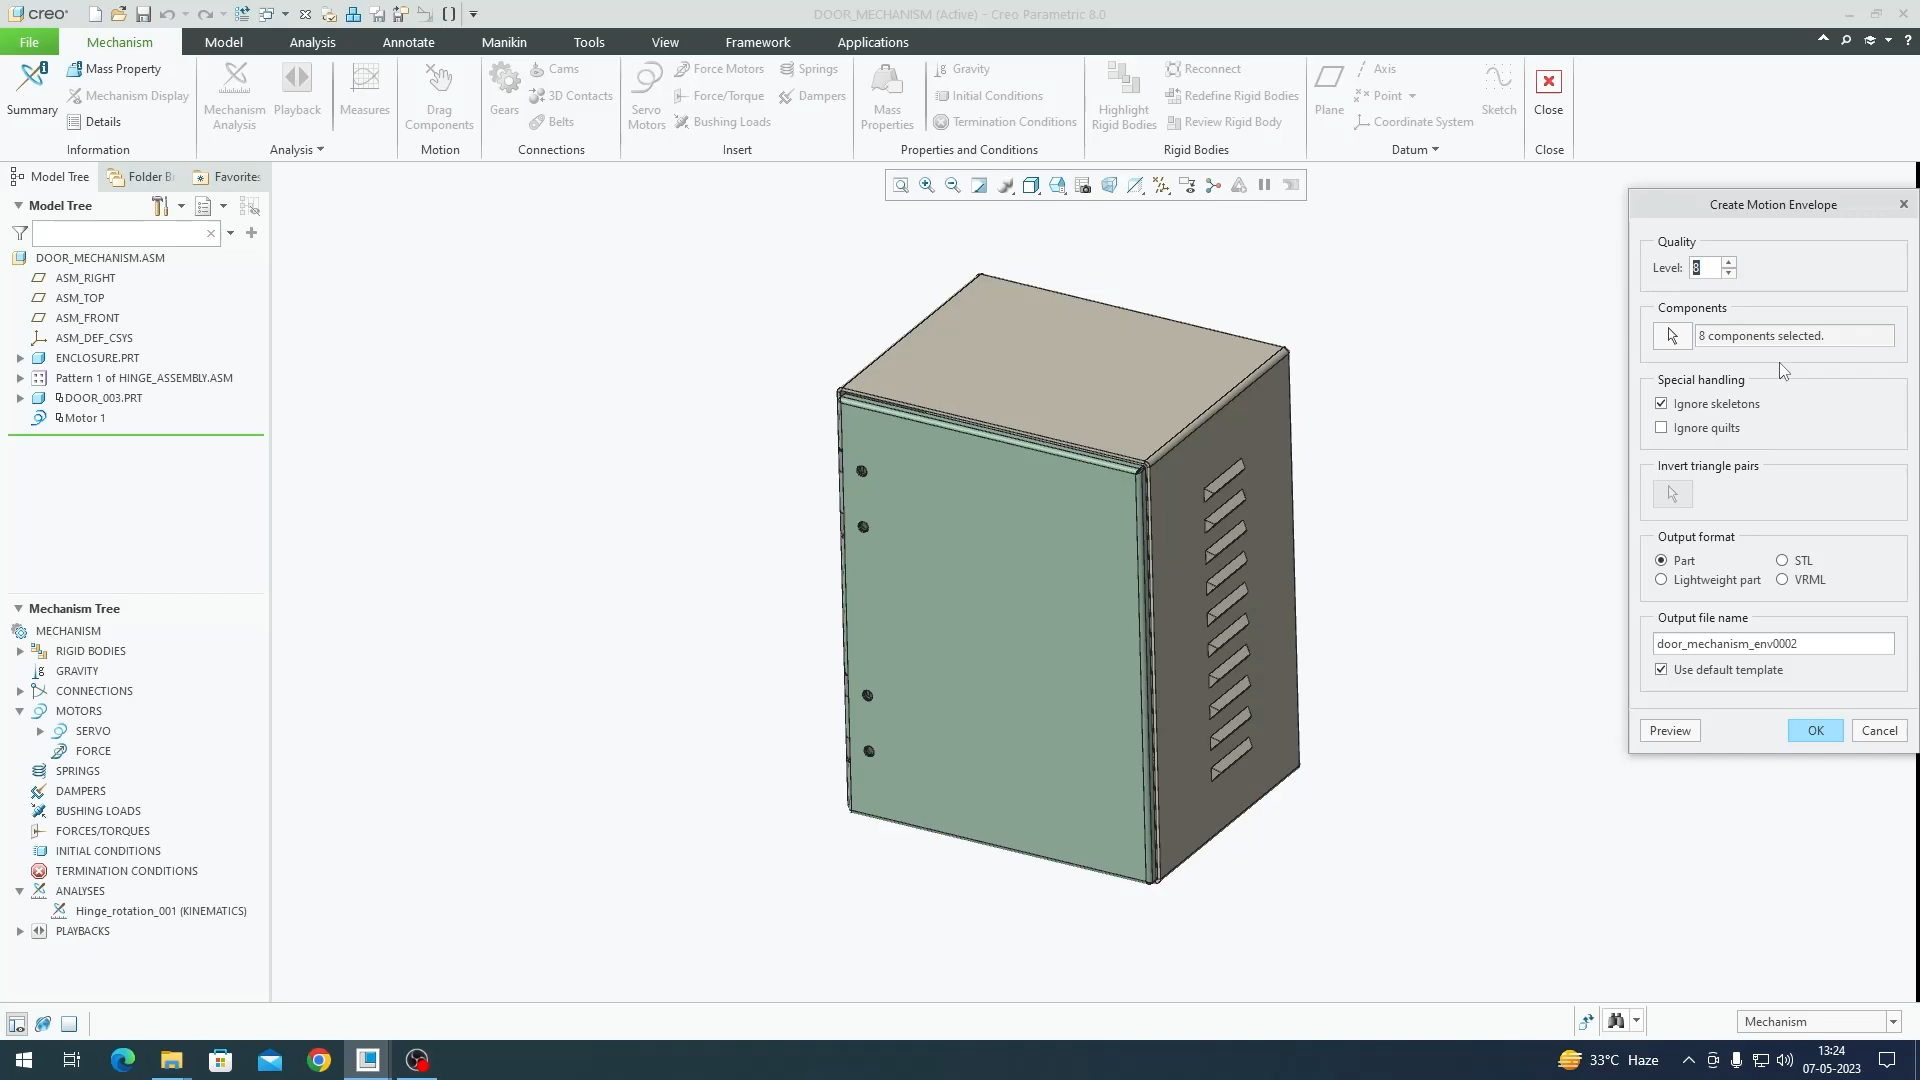 creo
DOOR_MECHANISM (Active) - Creo Parametric 8.0
File
Mechanism
Model
Analysis
Annotate
Manikin
Tools
View
Framework
Applications
Summary
Mass Property
Mechanism Display
Details
Information
Mechanism
Analysis
Playback
Measures
Analysis
Drag
Components
Motion
Gears
Cams
3D Contacts
Belts
Connections
Servo
Motors
Force Motors
Force/Torque
Bushing Loads
Springs
Dampers
Insert
Mass
Properties
Gravity
Initial Conditions
Termination Conditions
Properties and Conditions
Highlight
Rigid Bodies
Reconnect
Redefine Rigid Bodies
Review Rigid Body
Rigid Bodies
Plane
Axis
Point
Coordinate System
Sketch
Datum
Close
Close
Model Tree
Folder B
Favorites
Model Tree
DOOR_MECHANISM.ASM
ASM_RIGHT
ASM_TOP
ASM_FRONT
ASM_DEF_CSYS
ENCLOSURE.PRT
Pattern 1 of HINGE_ASSEMBLY.ASM
DOOR_003.PRT
Motor 1
Mechanism Tree
MECHANISM
RIGID BODIES
GRAVITY
CONNECTIONS
MOTORS
SERVO
FORCE
SPRINGS
DAMPERS
BUSHING LOADS
FORCES/TORQUES
INITIAL CONDITIONS
TERMINATION CONDITIONS
ANALYSES
Hinge_rotation_001 (KINEMATICS)
PLAYBACKS
Create Motion Envelope
Quality
Level: 8
Components
8 components selected.
Special handling
Ignore skeletons
Ignore quilts
Invert triangle pairs
Output format
Part
STL
Lightweight part
VRML
Output file name
door_mechanism_env0002
Use default template
Preview
OK
Cancel
Mechanism
33°C Haze
13:24
07-05-2023